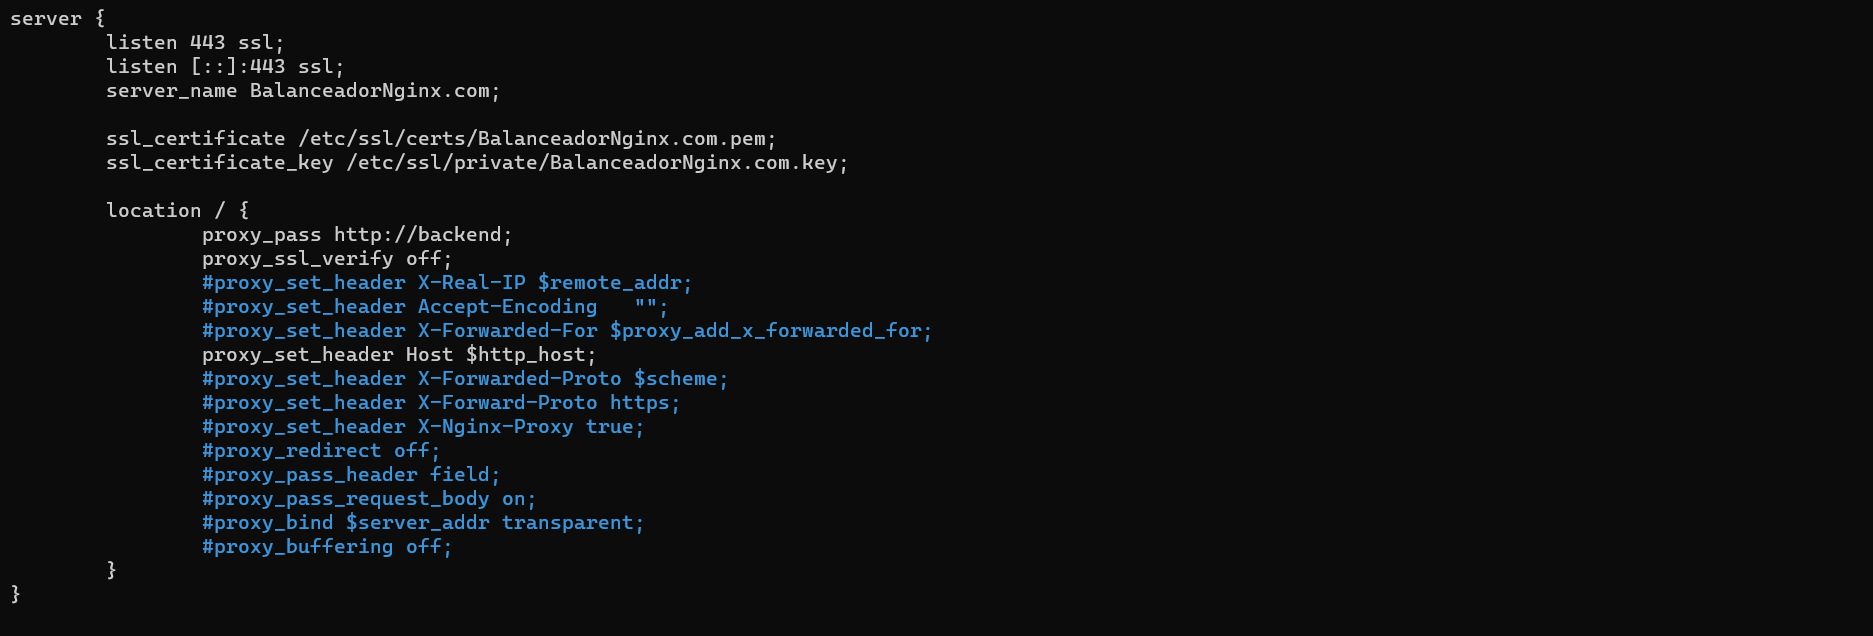 server {
        listen 443 ssl;
        listen [::]:443 ssl;
        server_name BalanceadorNginx.com;

        ssl_certificate /etc/ssl/certs/BalanceadorNginx.com.pem;
        ssl_certificate_key /etc/ssl/private/BalanceadorNginx.com.key;

        location / {
                proxy_pass http://backend;
                proxy_ssl_verify off;
                #proxy_set_header X-Real-IP $remote_addr;
                #proxy_set_header Accept-Encoding   "";
                #proxy_set_header X-Forwarded-For $proxy_add_x_forwarded_for;
                proxy_set_header Host $http_host;
                #proxy_set_header X-Forwarded-Proto $scheme;
                #proxy_set_header X-Forward-Proto https;
                #proxy_set_header X-Nginx-Proxy true;
                #proxy_redirect off;
                #proxy_pass_header field;
                #proxy_pass_request_body on;
                #proxy_bind $server_addr transparent;
                #proxy_buffering off;
        }
}